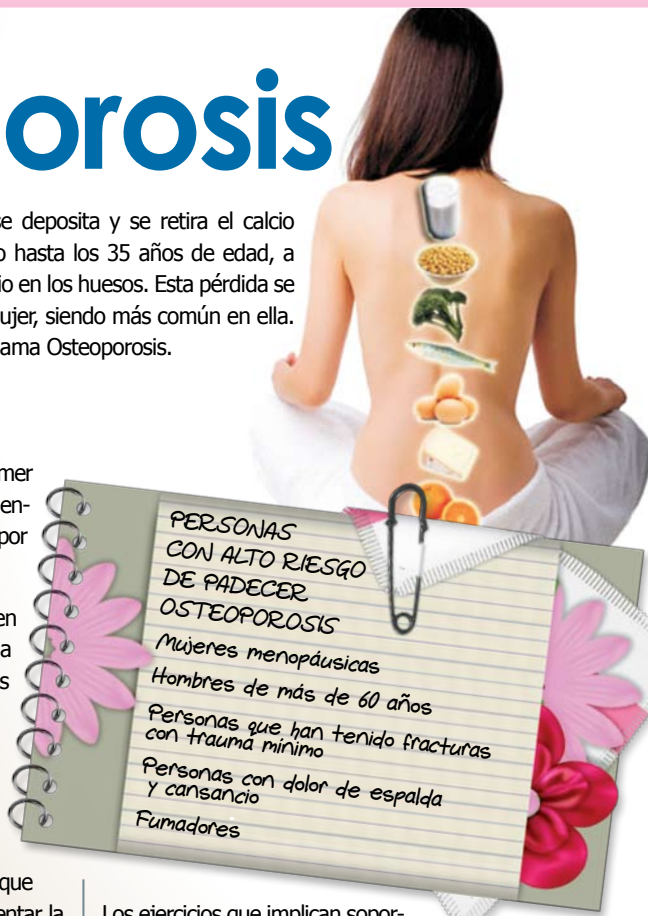 orosis
se deposita y se retira el calcio
o hasta los 35 años de edad, a
io en los huesos. Esta pérdida se
ujer, siendo más común en ella.
ama Osteoporosis.
mer
en-
por
en
a
s
PERSONAS
CON ALTO RIESGO
DE PADECER
OSTEOPOROSIS
Mujeres menopáusicas
Hombres de más de 60 años
Personas que han tenido fracturas
con trauma mínimo
Personas con dolor de espalda
y cansancio
Fumadores
que
entar la
Los ejercicios que implican sopor-